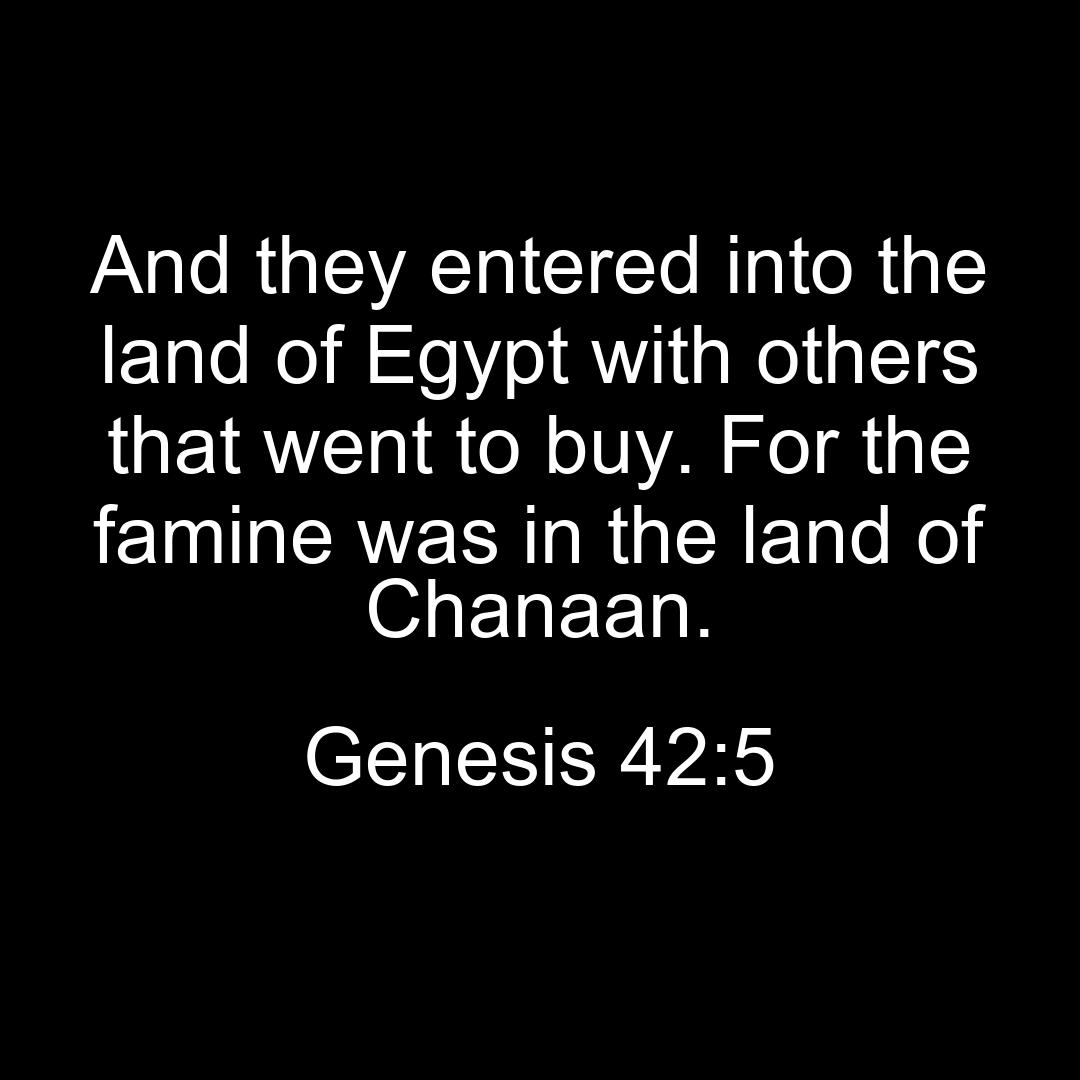 And they entered into the
land of Egypt with others
that went to buy. For the
famine was in the land of
Chanaan.
Genesis 42:5